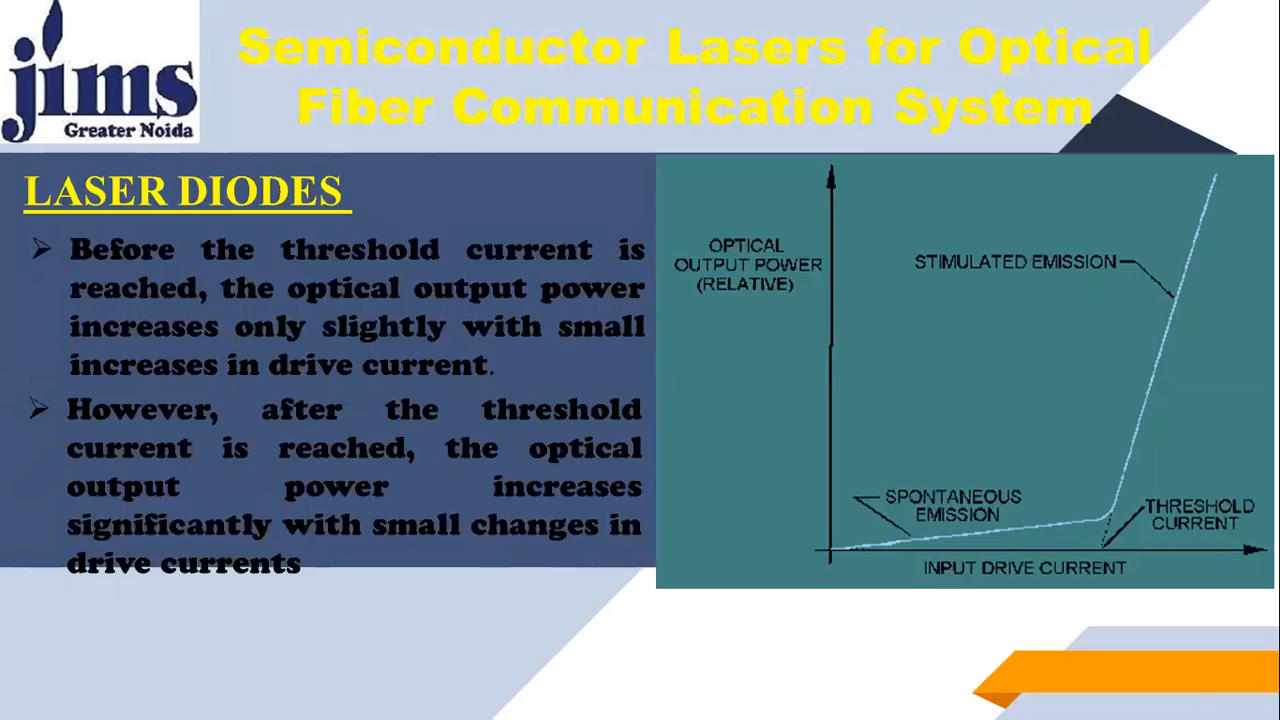 jims
Greater Noida
Semiconductor Lasers for Optical
Fiber Communication System
LASER DIODES
Before the threshold current is
reached, the optical output power
increases only slightly with small
increases in drive current.
However, after the threshold
current is reached, the optical
output power increases
significantly with small changes in
drive currents
OPTICAL
OUTPUT POWER
(RELATIVE)
STIMULATED EMISSION
SPONTANEOUS
EMISSION
THRESHOLD
CURRENT
INPUT DRIVE CURRENT